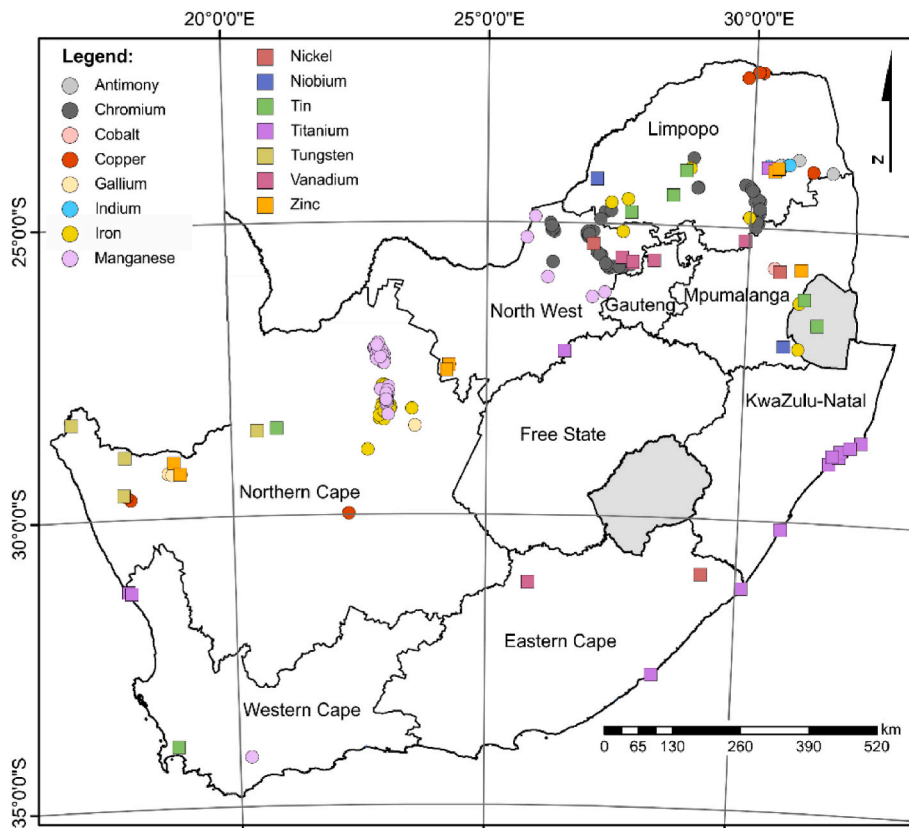 20°0'0"E 25°0'0"E 30°0'0"E
Legend:
Antimony
Chromium
Cobalt
Copper
Gallium
Indium
Iron
Manganese
Nickel
Niobium
Tin
Titanium
Tungsten
Vanadium
Zinc
N
Limpopo
25°0'0"S
North West
Gauteng
Mpumalanga
KwaZulu-Natal
Free State
Northern Cape
30°0'0"S
Eastern Cape
Western Cape
km
0 65 130 260 390 520
35°0'0"S